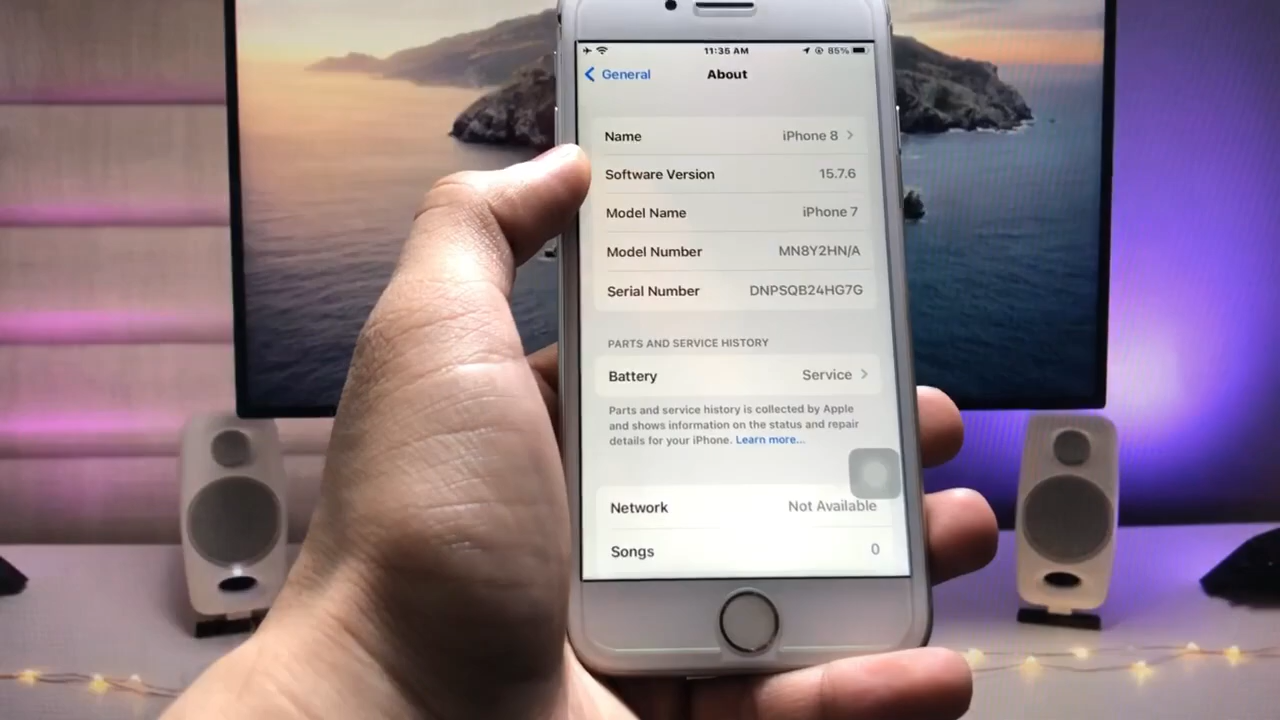 11:35 AM 85%
General About
Name iPhone 8
Software Version 15.7.6
Model Name iPhone 7
Model Number MN8Y2HN/A
Serial Number DNPSQB24HG7G
PARTS AND SERVICE HISTORY
Battery Service
Parts and service history is collected by Apple
and shows information on the status and repair
details for your iPhone. Learn more...
Network Not Available
Songs 0